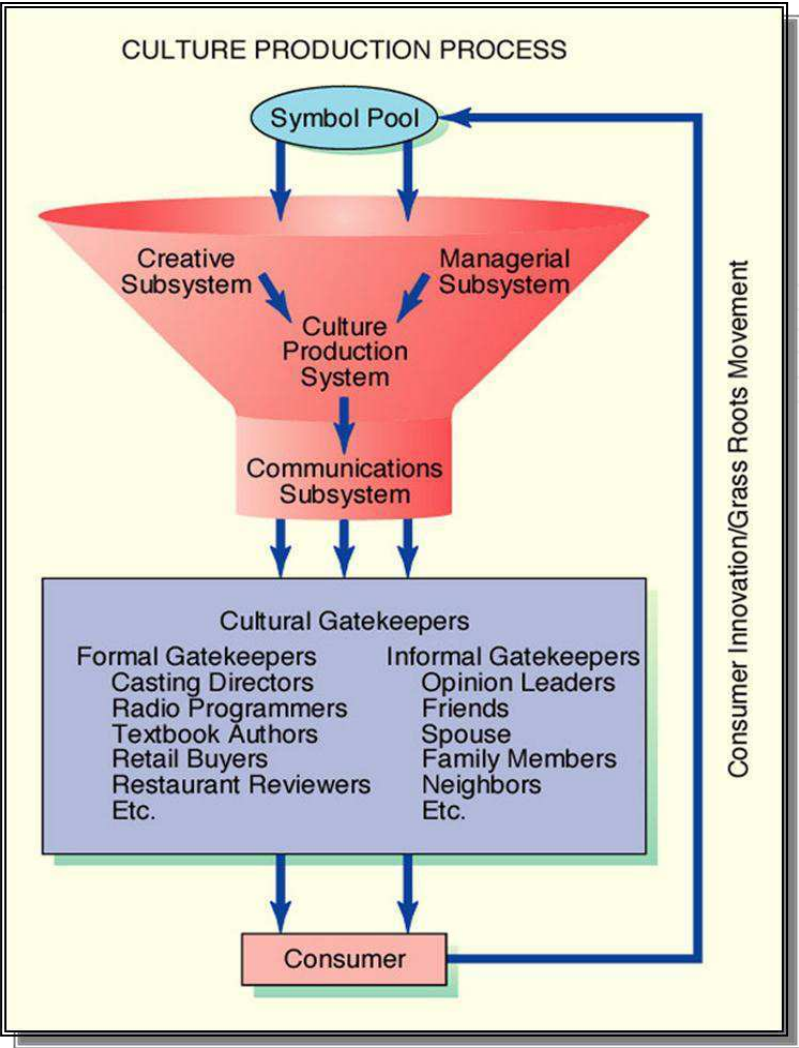 CULTURE PRODUCTION PROCESS
Symbol Pool
Creative
Subsystem
Managerial
Subsystem
Culture
Production
System
Communications
Subsystem
Cultural Gatekeepers
Formal Gatekeepers
Casting Directors
Radio Programmers
Textbook Authors
Retail Buyers
Restaurant Reviewers
Etc.
Informal Gatekeepers
Opinion Leaders
Friends
Spouse
Family Members
Neighbors
Etc.
Consumer
Consumer Innovation/Grass Roots Movement